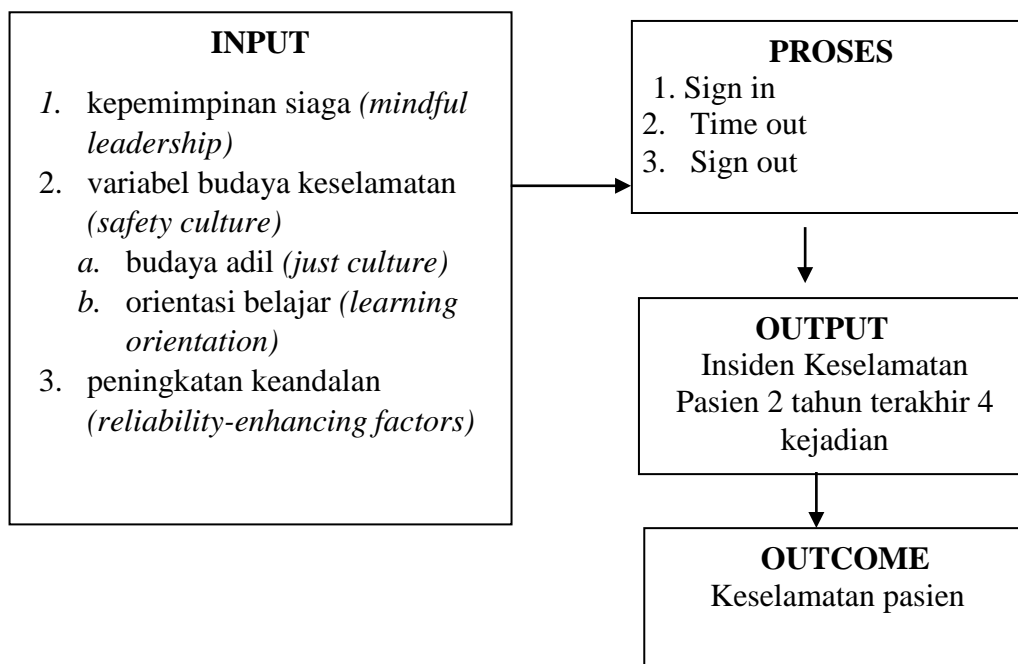 INPUT
1. kepemimpinan siaga (mindful
leadership)
2. variabel budaya keselamatan
(safety culture)
a. budaya adil (just culture)
b. orientasi belajar (learning
orientation)
3. peningkatan keandalan
(reliability-enhancing factors)
PROSES
1. Sign in
2. Time out
3. Sign out
OUTPUT
Insiden Keselamatan
Pasien 2 tahun terakhir 4
kejadian
OUTCOME
Keselamatan pasien